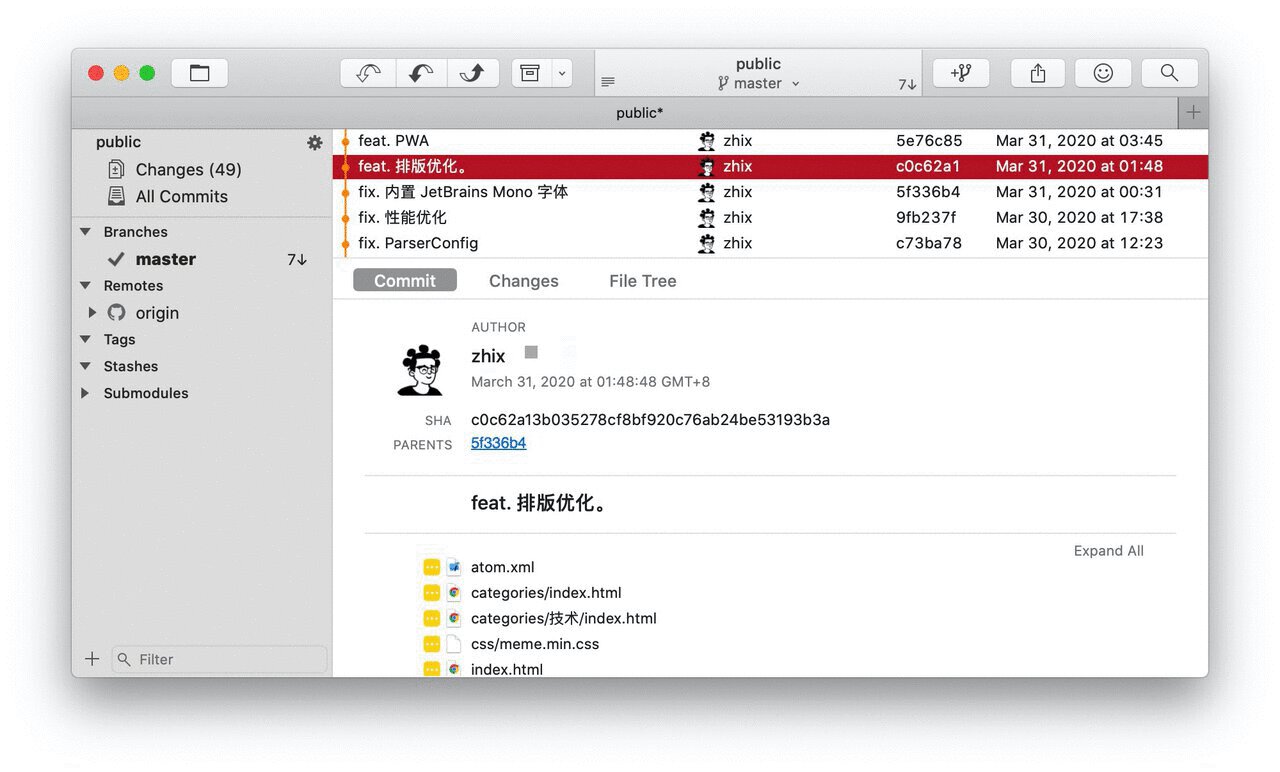 public
master
7↓
public*
public
Changes (49)
All Commits
Branches
master 7↓
Remotes
origin
Tags
Stashes
Submodules
Filter
feat. PWA zhix 5e76c85 Mar 31, 2020 at 03:45
feat. 排版优化。 zhix c0c62a1 Mar 31, 2020 at 01:48
fix. 内置 JetBrains Mono 字体 zhix 5f336b4 Mar 31, 2020 at 00:31
fix. 性能优化 zhix 9fb237f Mar 30, 2020 at 17:38
fix. ParserConfig zhix c73ba78 Mar 30, 2020 at 12:23
Commit Changes File Tree
AUTHOR
zhix
March 31, 2020 at 01:48:48 GMT+8
SHA c0c62a13b035278cf8bf920c76ab24be53193b3a
PARENTS 5f336b4
feat. 排版优化。
Expand All
atom.xml
categories/index.html
categories/技术/index.html
css/meme.min.css
index.html